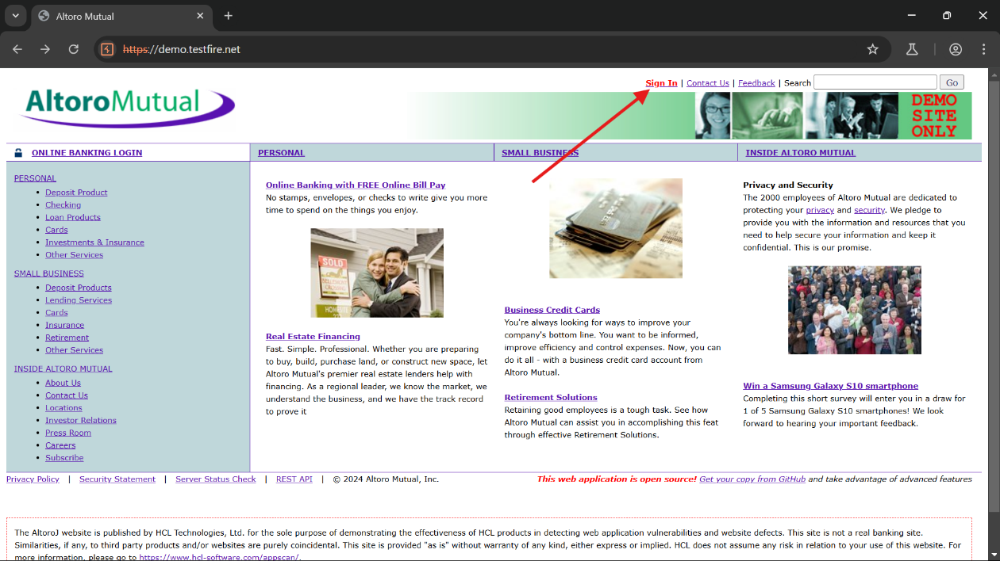 Altoro Mutual
https://demo.testfire.net
Sign In | Contact Us | Feedback | Search Go
AltoroMutual
DEMO
SITE
ONLY
ONLINE BANKING LOGIN
PERSONAL
SMALL BUSINESS
INSIDE ALTORO MUTUAL
PERSONAL
Deposit Product
Checking
Loan Products
Cards
Investments & Insurance
Other Services
SMALL BUSINESS
Deposit Products
Lending Services
Cards
Insurance
Retirement
Other Services
INSIDE ALTORO MUTUAL
About Us
Contact Us
Locations
Investor Relations
Press Room
Careers
Subscribe
Online Banking with FREE Online Bill Pay
No stamps, envelopes, or checks to write give you more
time to spend on the things you enjoy.
SOLD
Real Estate Financing
Fast. Simple. Professional. Whether you are preparing
to buy, build, purchase land, or construct new space, let
Altoro Mutual's premier real estate lenders help with
financing. As a regional leader, we know the market, we
understand the business, and we have the track record
to prove it
Business Credit Cards
You're always looking for ways to improve your
company's bottom line. You want to be informed,
improve efficiency and control expenses. Now, you can
do it all - with a business credit card account from
Altoro Mutual.
Retirement Solutions
Retaining good employees is a tough task. See how
Altoro Mutual can assist you in accomplishing this feat
through effective Retirement Solutions.
Privacy and Security
The 2000 employees of Altoro Mutual are dedicated to
protecting your privacy and security. We pledge to
provide you with the information and resources that you
need to help secure your information and keep it
confidential. This is our promise.
Win a Samsung Galaxy S10 smartphone
Completing this short survey will enter you in a draw for
1 of 5 Samsung Galaxy S10 smartphones! We look
forward to hearing your important feedback.
Privacy Policy | Security Statement | Server Status Check | REST API | © 2024 Altoro Mutual, Inc.
This web application is open source! Get your copy from GitHub and take advantage of advanced features
The AltoroJ website is published by HCL Technologies, Ltd. for the sole purpose of demonstrating the effectiveness of HCL products in detecting web application vulnerabilities and website defects. This site is not a real banking site.
Similarities, if any, to third party products and/or websites are purely coincidental. This site is provided "as is" without warranty of any kind, either express or implied. HCL does not assume any risk in relation to your use of this website. For
more information, please go to https://www.hcl-software.com/appscan/.